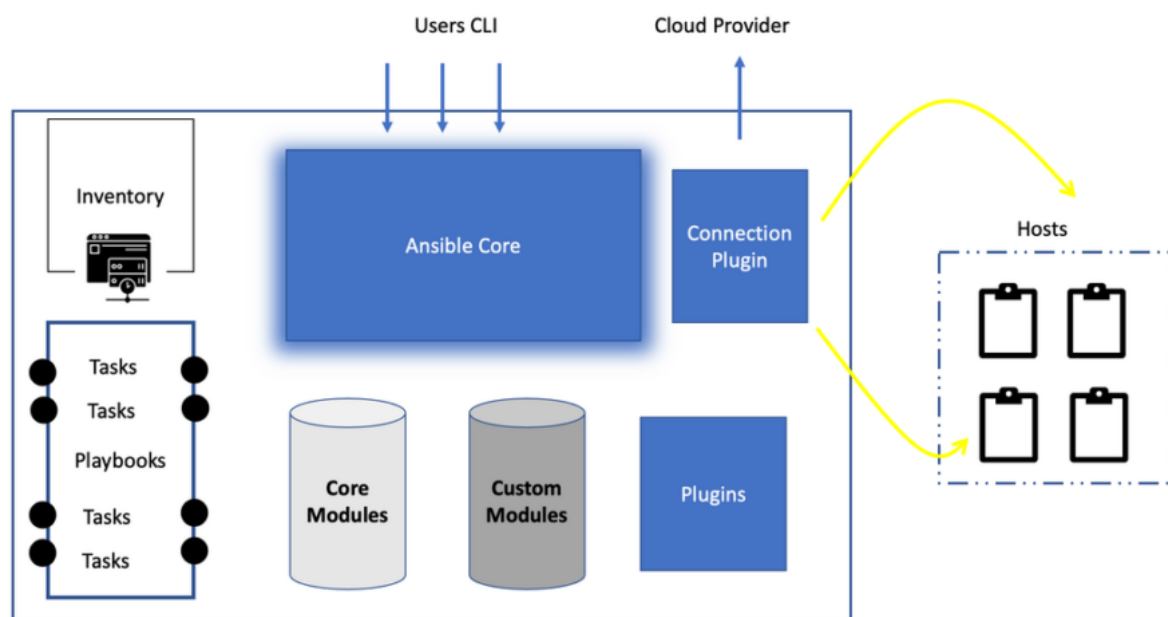 Users CLI
Cloud Provider
Inventory
Ansible Core
Connection
Plugin
Hosts
Tasks
Tasks
Playbooks
Tasks
Tasks
Core
Modules
Custom
Modules
Plugins